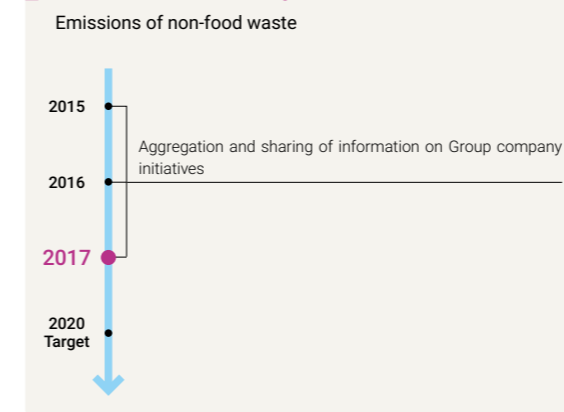 Emissions of non-food waste
2015
Aggregation and sharing of information on Group company
initiatives
2016
2017
2020
Target